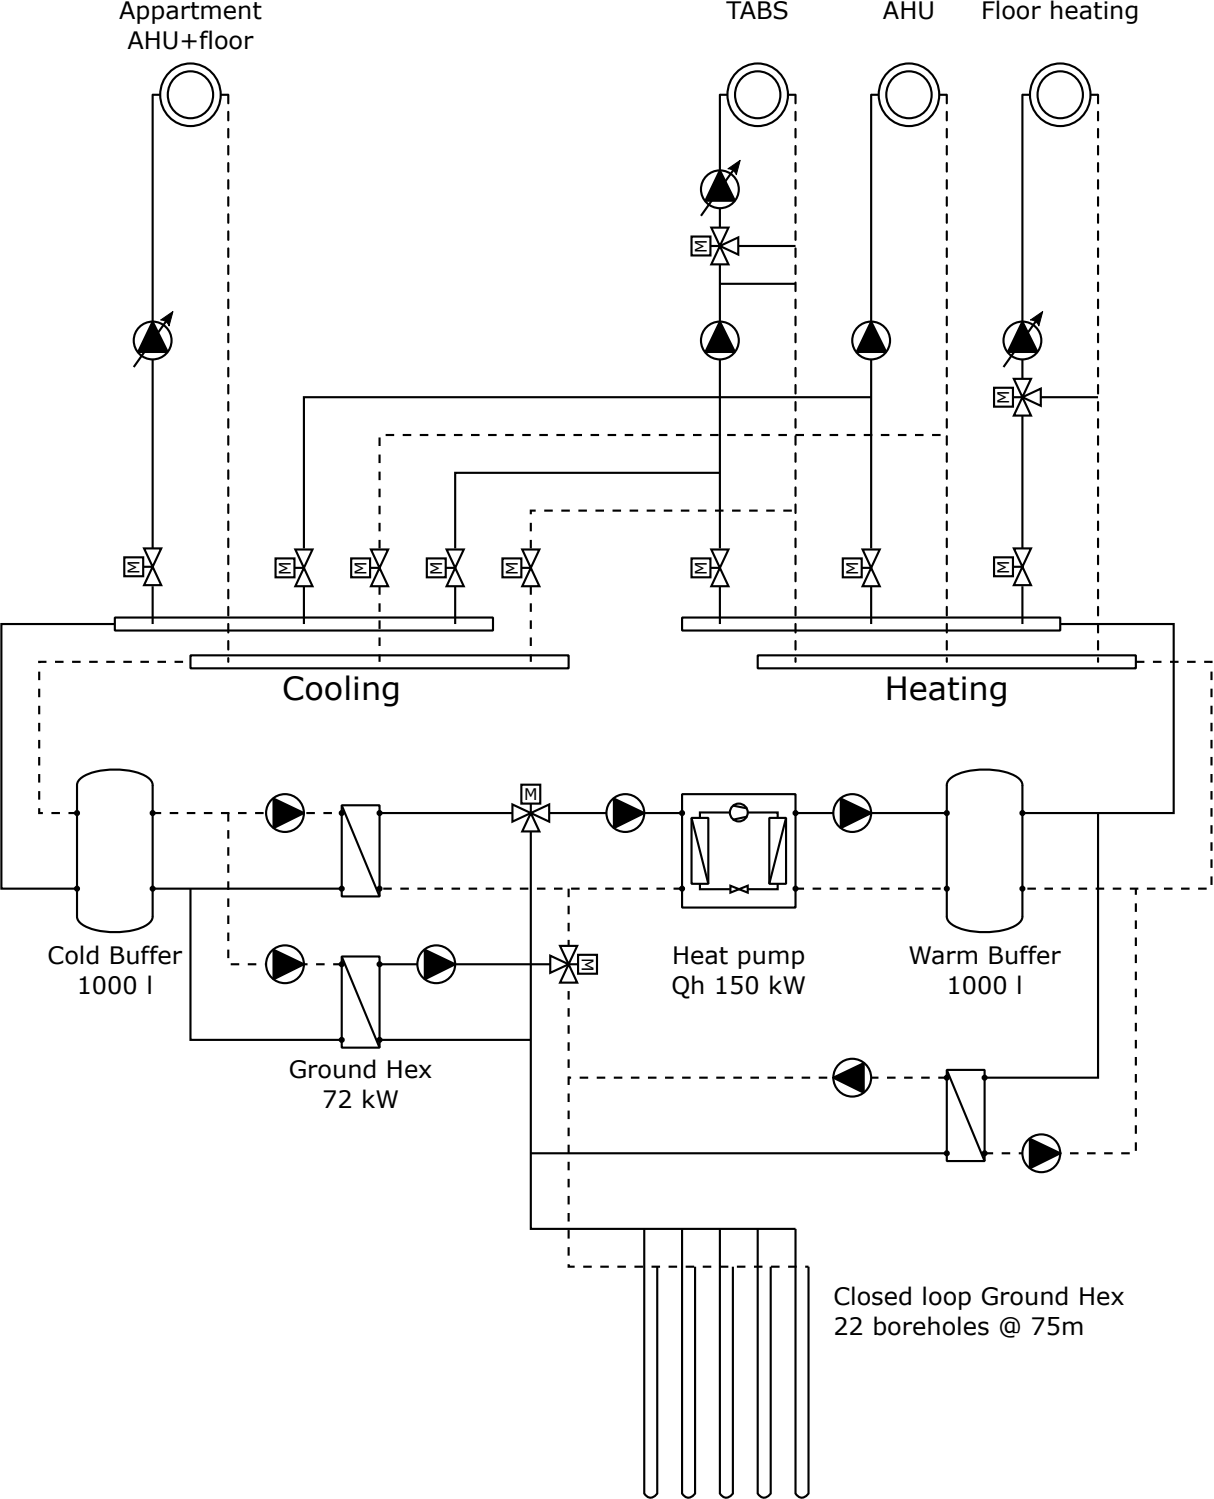 Appartment
AHU+floor
TABS
AHU
Floor heating
M
M
M
M
M
M
M
M
M
M
Cooling
Heating
M
Cold Buffer
1000 l
M
Heat pump
Qh 150 kW
Warm Buffer
1000 l
Ground Hex
72 kW
Closed loop Ground Hex
22 boreholes @ 75m